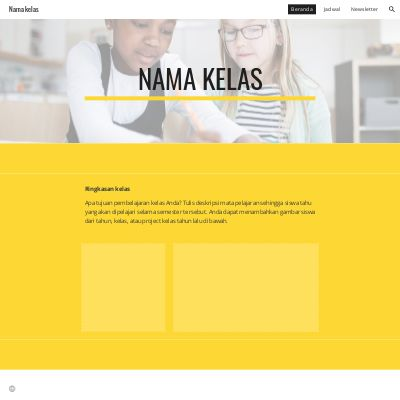 Nama kelas
Beranda
Jadwal
Newsletter
NAMA KELAS
Ringkasan kelas
Apa tujuan pembelajaran kelas Anda? Tulis deskripsi mata pelajaran sehingga siswa tahu
yang akan dipelajari selama semester tersebut. Anda dapat menambahkan gambar siswa
dari tahun, kelas, atau project kelas tahun lalu di bawah.